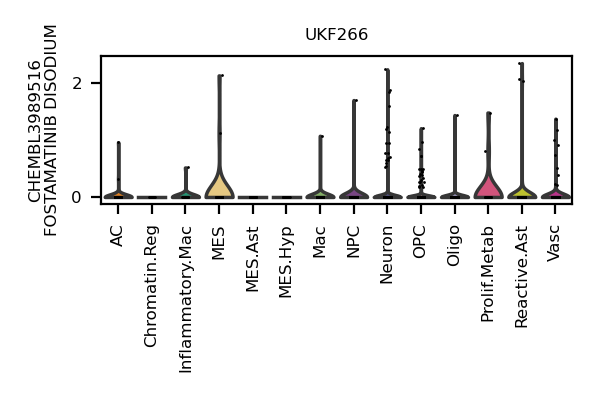 UKF266
CHEMBL3989516
FOSTAMATINIB DISODIUM
2
0
AC
Chromatin.Reg
Inflammatory.Mac
MES
MES.Ast
MES.Hyp
Mac
NPC
Neuron
OPC
Oligo
Prolif.Metab
Reactive.Ast
Vasc